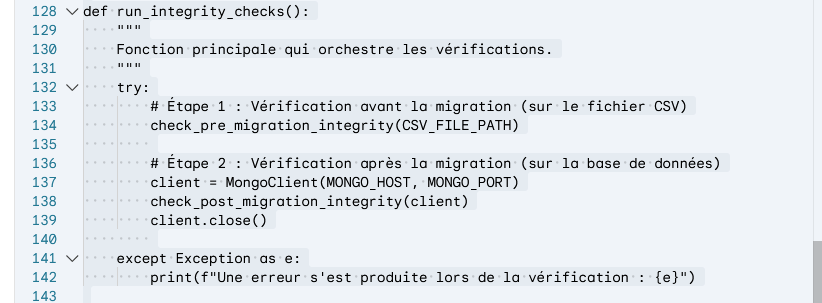 128 def run_integrity_checks():
129     """
130     Fonction principale qui orchestre les vérifications.
131     """
132     try:
133         # Étape 1 : Vérification avant la migration (sur le fichier CSV)
134         check_pre_migration_integrity(CSV_FILE_PATH)
135
136         # Étape 2 : Vérification après la migration (sur la base de données)
137         client = MongoClient(MONGO_HOST, MONGO_PORT)
138         check_post_migration_integrity(client)
139         client.close()
140
141     except Exception as e:
142         print(f"Une erreur s'est produite lors de la vérification : {e}")
143